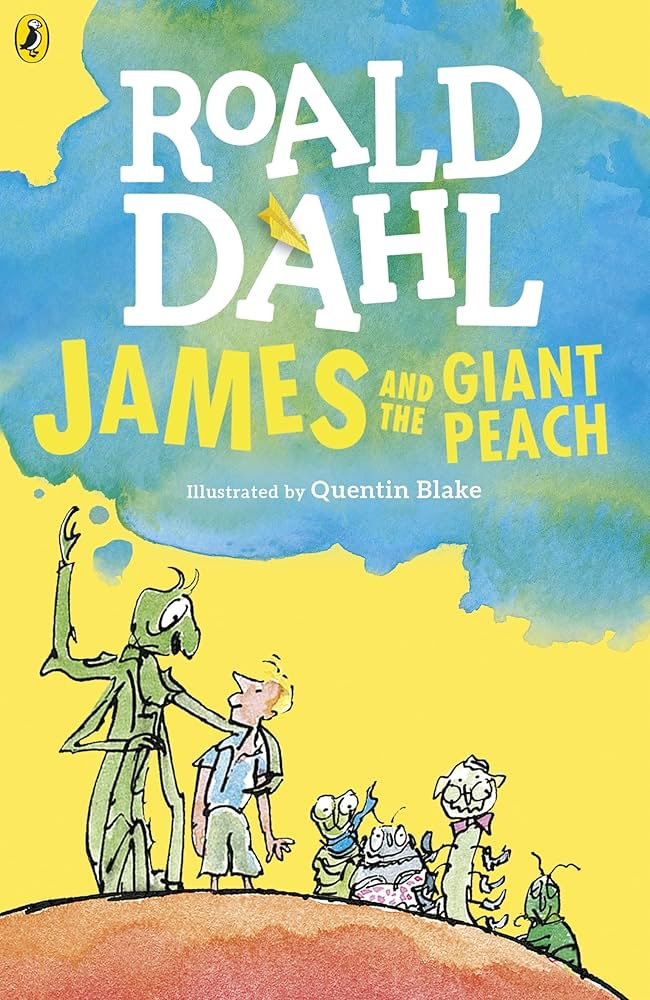 ROALD
DAHL
JAMES AND THE GIANT PEACH
Illustrated by Quentin Blake